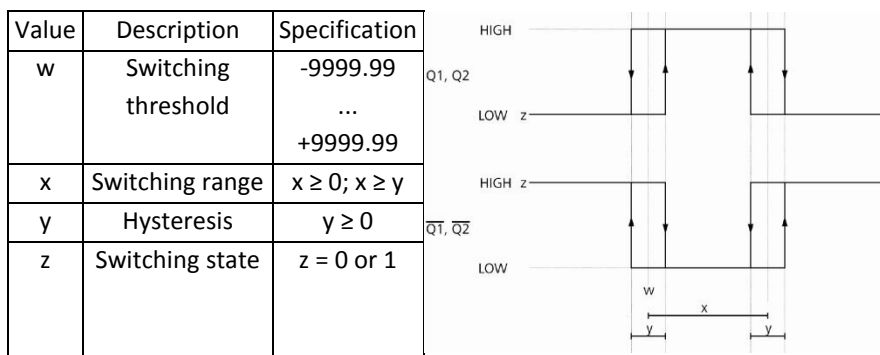 Value Description Specification
w Switching threshold -9999.99 ... +9999.99
x Switching range x ≥ 0; x ≥ y
y Hysteresis y ≥ 0
z Switching state z = 0 or 1
HIGH
Q1, Q2
LOW z
HIGH z
Q1, Q2
LOW
w
x
y y